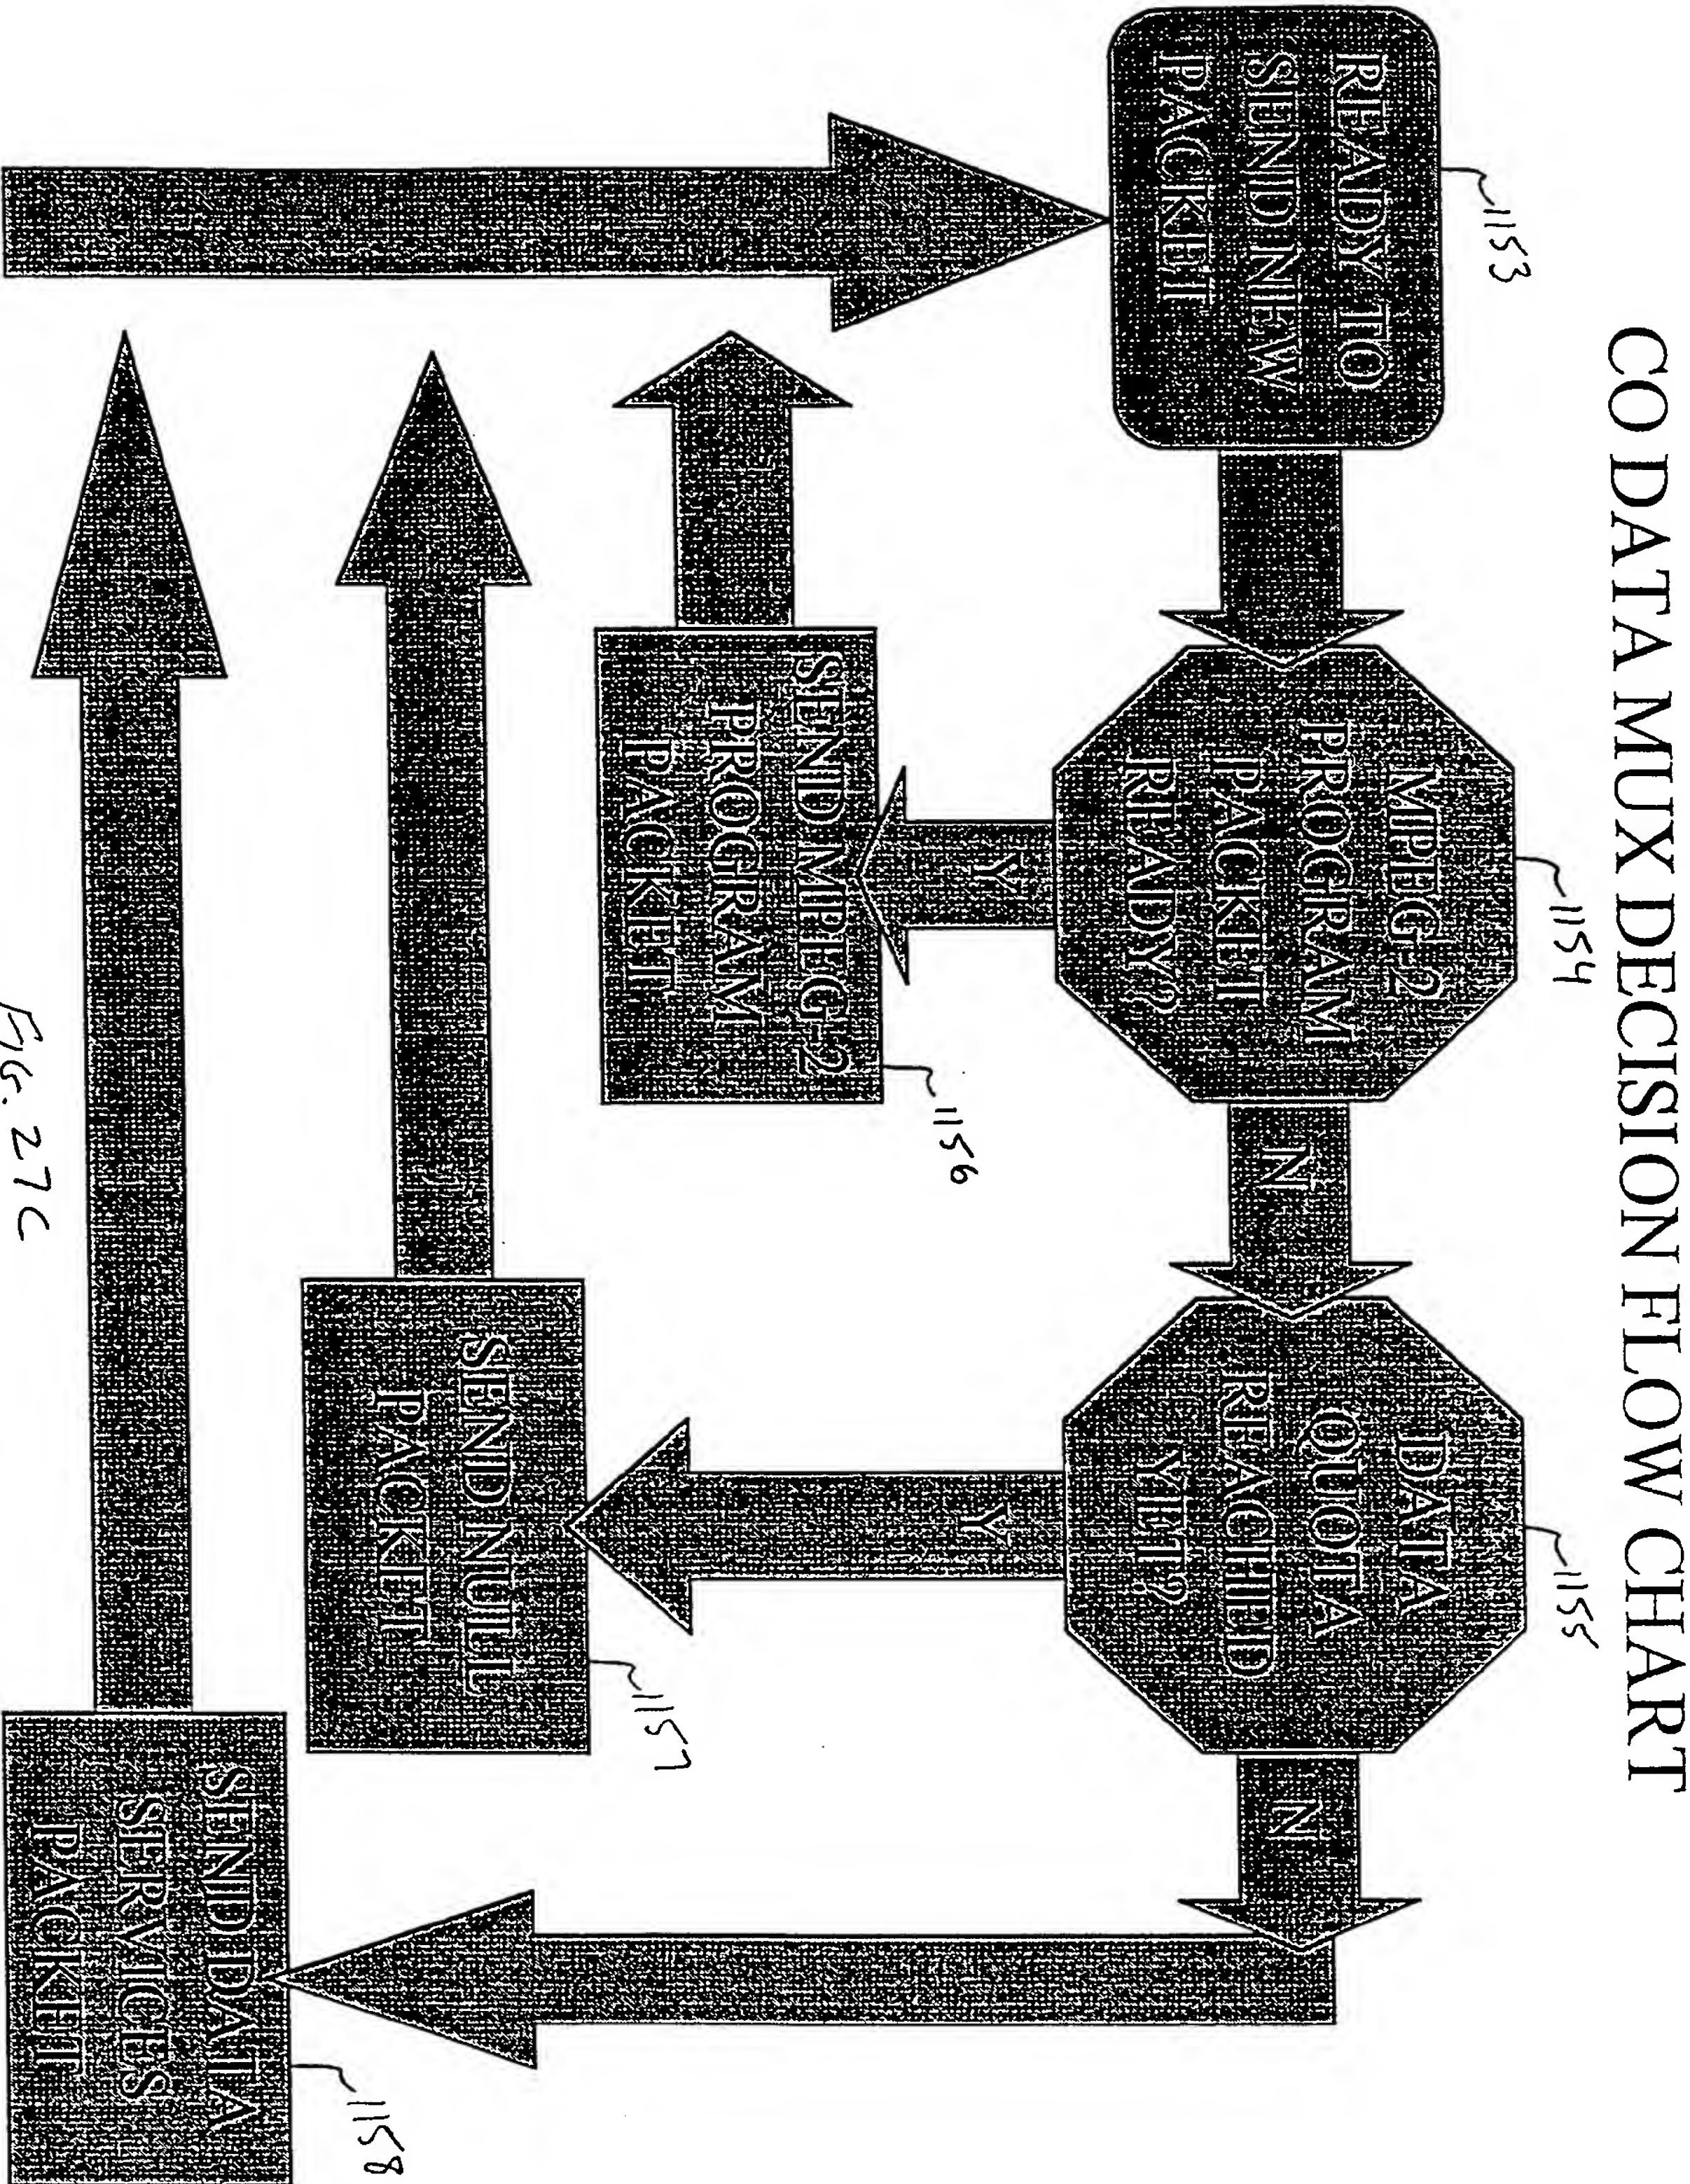 CO DATA MUX DECISION FLOW CHART
1153
READY TO
SEND NEW
PACKET
1154
MPEG-2
PROGRAM
PACKET
READY?
N
1155
DATA
QUOTA
REACHED
YET?
N
Y
1156
SEND MPEG-2
PROGRAM
PACKET
Y
1157
SEND NULL
PACKET
1158
SEND DATA
SERVICES
PACKET
FIG. 27C